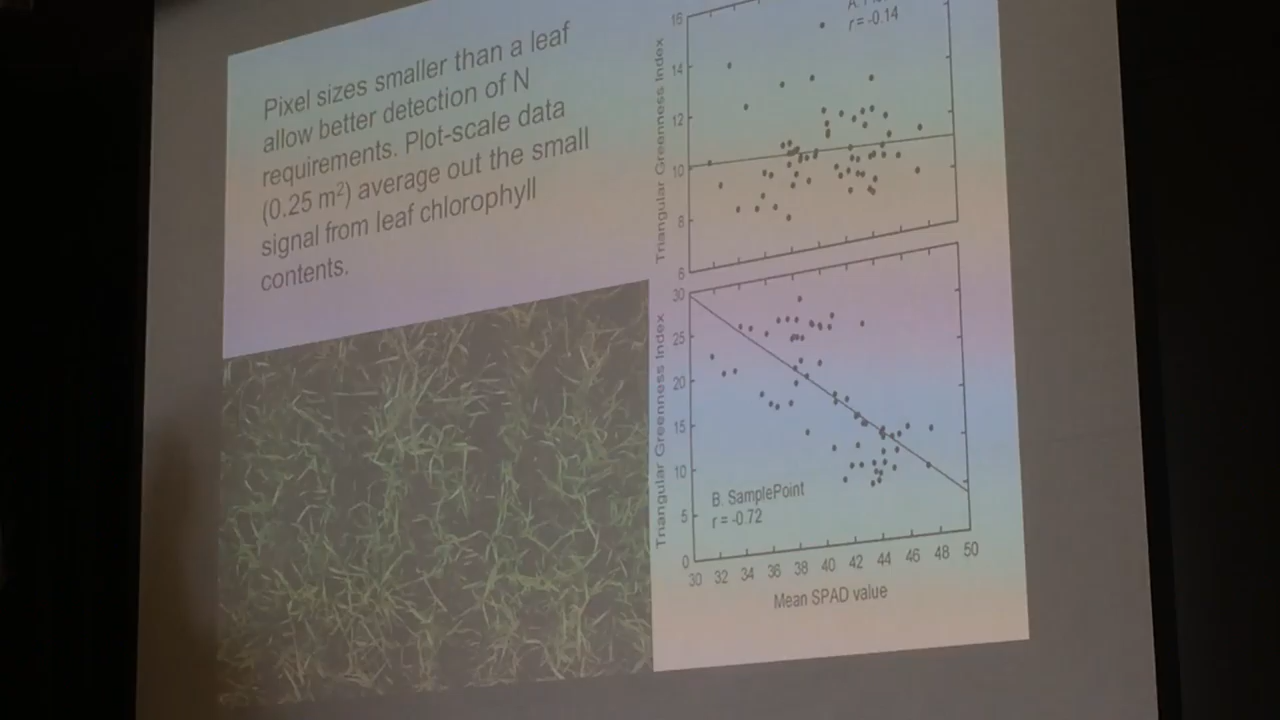 Pixel sizes smaller than a leaf
allow better detection of N
requirements. Plot-scale data
(0.25 m²) average out the small
signal from leaf chlorophyll
contents.
r = -0.14
Triangular Greenness Index
16
14
12
10
8
6
Triangular Greenness Index
30
25
20
15
10
5
0
B. SamplePoint
r = -0.72
30 32 34 36 38 40 42 44 46 48 50
Mean SPAD value